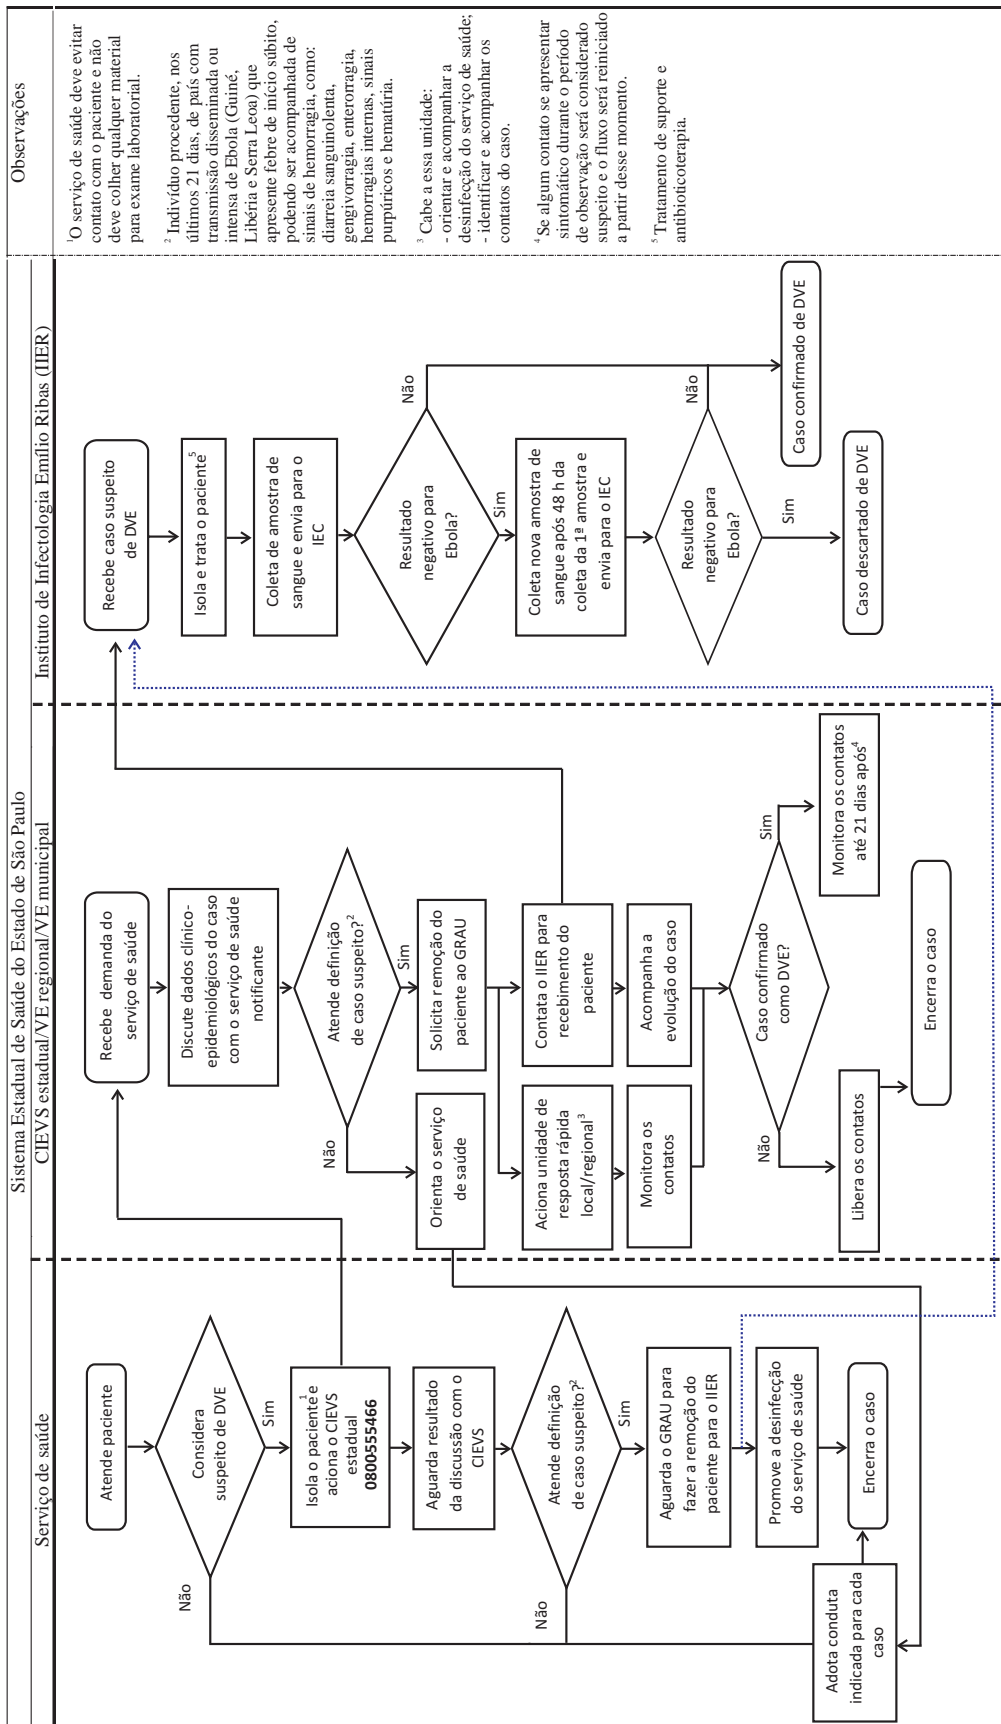 Sistema Estadual de Saúde do Estado de São Paulo
Serviço de saúde
CIEVS estadual/VE regional/VE municipal
Instituto de Infectologia Emílio Ribas (IIER)
Observações
Atende paciente
Considera
suspeito de DVE
Não
Sim
Isola o paciente¹ e
aciona o CIEVS
estadual
0800555466
Aguarda resultado
da discussão com o
CIEVS
Atende definição
de caso suspeito?²
Não
Sim
Aguarda o GRAU para
fazer a remoção do
paciente para o IIER
Promove a desinfecção
do serviço de saúde
Adota conduta
indicada para cada
caso
Encerra o caso
Recebe demanda do
serviço de saúde
Discute dados clínico-
epidemiológicos do caso
com o serviço de saúde
notificante
Atende definição
de caso suspeito?²
Não
Sim
Orienta o serviço
de saúde
Solicita remoção do
paciente ao GRAU
Aciona unidade de
resposta rápida
local/regional³
Contata o IIER para
recebimento do
paciente
Monitora os
contatos
Acompanha a
evolução do caso
Caso confirmado
como DVE?
Não
Sim
Libera os contatos
Monitora os contatos
até 21 dias após⁴
Encerra o caso
Recebe caso suspeito
de DVE
Isola e trata o paciente⁵
Coleta de amostra de
sangue e envia para o
IEC
Resultado
negativo para
Ebola?
Não
Sim
Coleta nova amostra de
sangue após 48 h da
coleta da 1ª amostra e
envia para o IEC
Resultado
negativo para
Ebola?
Não
Sim
Caso confirmado de DVE
Caso descartado de DVE
¹O serviço de saúde deve evitar
contato com o paciente e não
deve colher qualquer material
para exame laboratorial.
² Indivíduo procedente, nos
últimos 21 dias, de país com
transmissão disseminada ou
intensa de Ebola (Guiné,
Libéria e Serra Leoa) que
apresente febre de início súbito,
podendo ser acompanhada de
sinais de hemorragia, como:
diarreia sanguinolenta,
gengivorragia, enterorragia,
hemorragias internas, sinais
purpúricos e hematúria.
³ Cabe a essa unidade:
- orientar e acompanhar a
desinfecção do serviço de saúde;
- identificar e acompanhar os
contatos do caso.
⁴ Se algum contato se apresentar
sintomático durante o período
de observação será considerado
suspeito e o fluxo será reiniciado
a partir desse momento.
⁵ Tratamento de suporte e
antibioticoterapia.